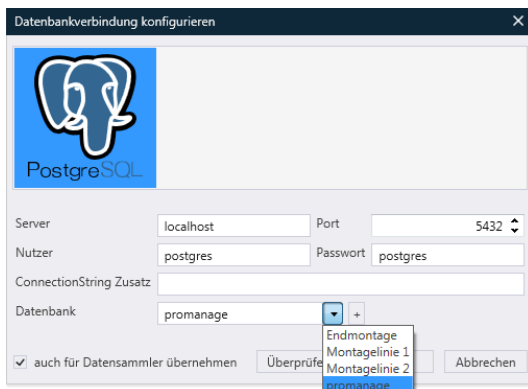 Datenbankverbindung konfigurieren
PostgreSQL
Server localhost Port 5432
Nutzer postgres Passwort postgres
ConnectionString Zusatz
Datenbank promanage +
Endmontage
Montagelinie 1
Montagelinie 2
promanage
auch für Datensammler übernehmen Abbrechen